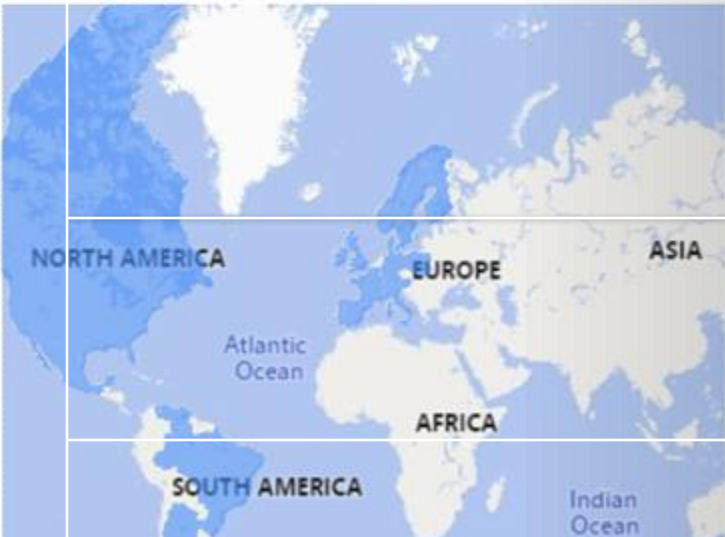 NORTH AMERICA
EUROPE
ASIA
Atlantic
Ocean
AFRICA
SOUTH AMERICA
Indian
Ocean